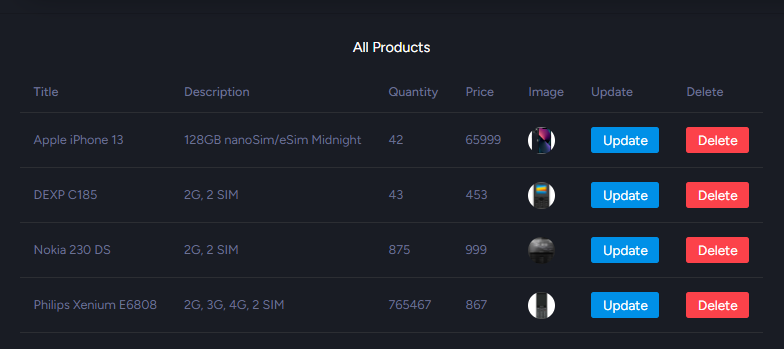 All Products
Title Description Quantity Price Image Update Delete
Apple iPhone 13 128GB nanoSim/eSim Midnight 42 65999 Update Delete
DEXP C185 2G, 2 SIM 43 453 Update Delete
Nokia 230 DS 2G, 2 SIM 875 999 Update Delete
Philips Xenium E6808 2G, 3G, 4G, 2 SIM 765467 867 Update Delete